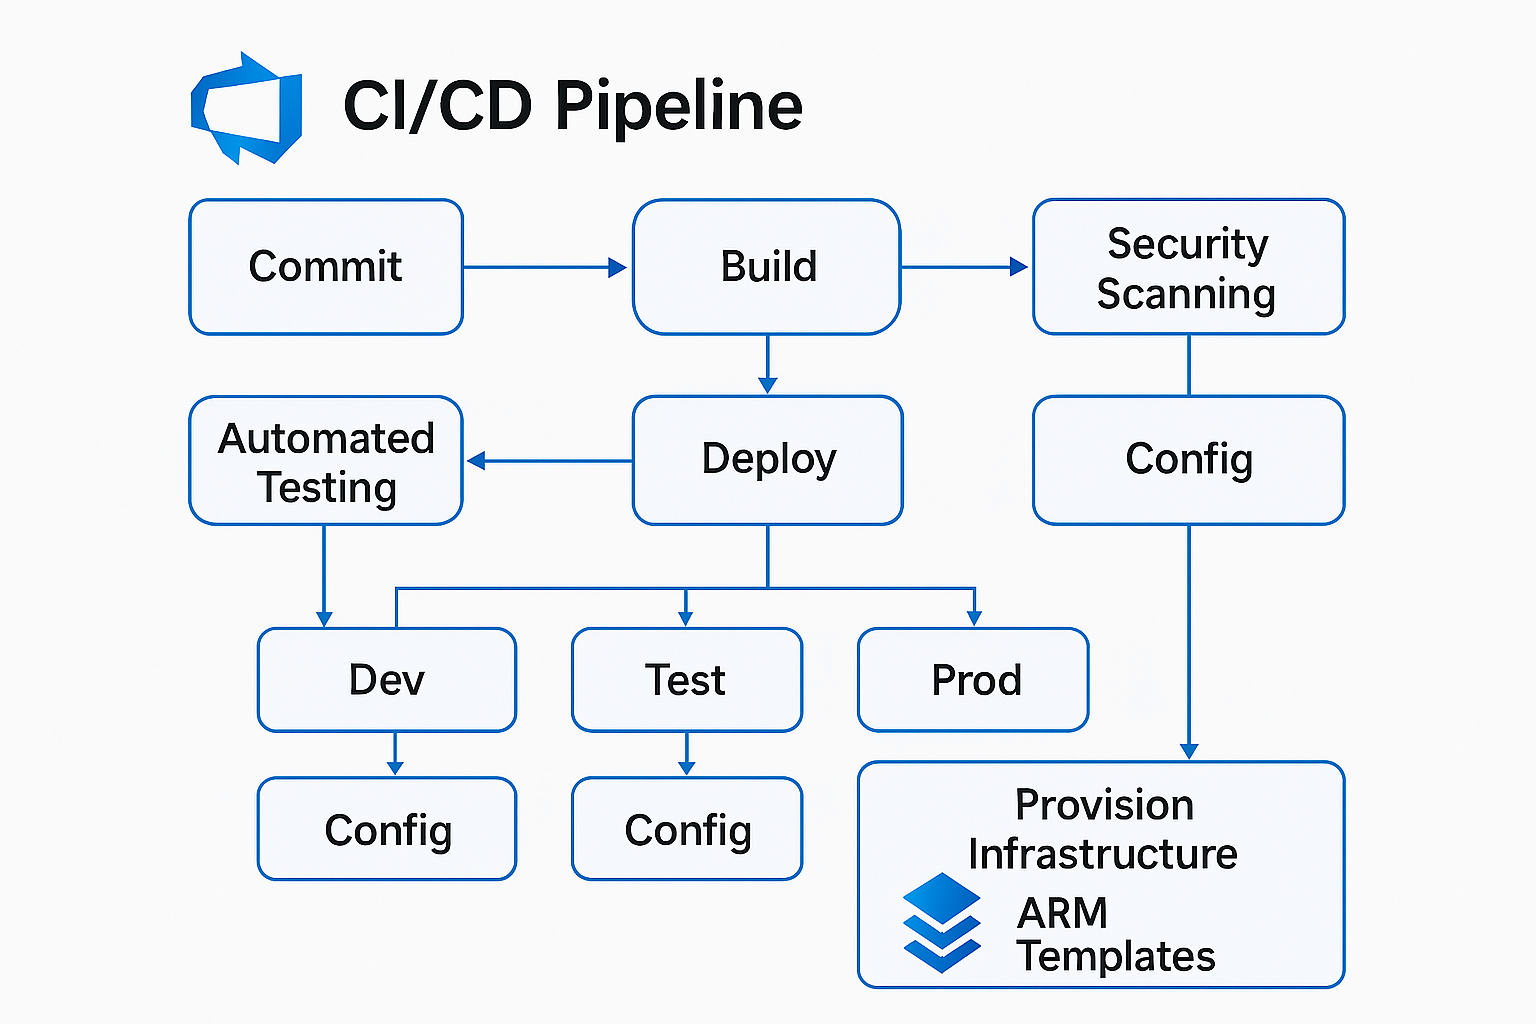 CI/CD Pipeline
Commit
Build
Security
Scanning
Automated
Testing
Deploy
Config
Dev
Test
Prod
Config
Config
Provision
Infrastructure
ARM
Templates